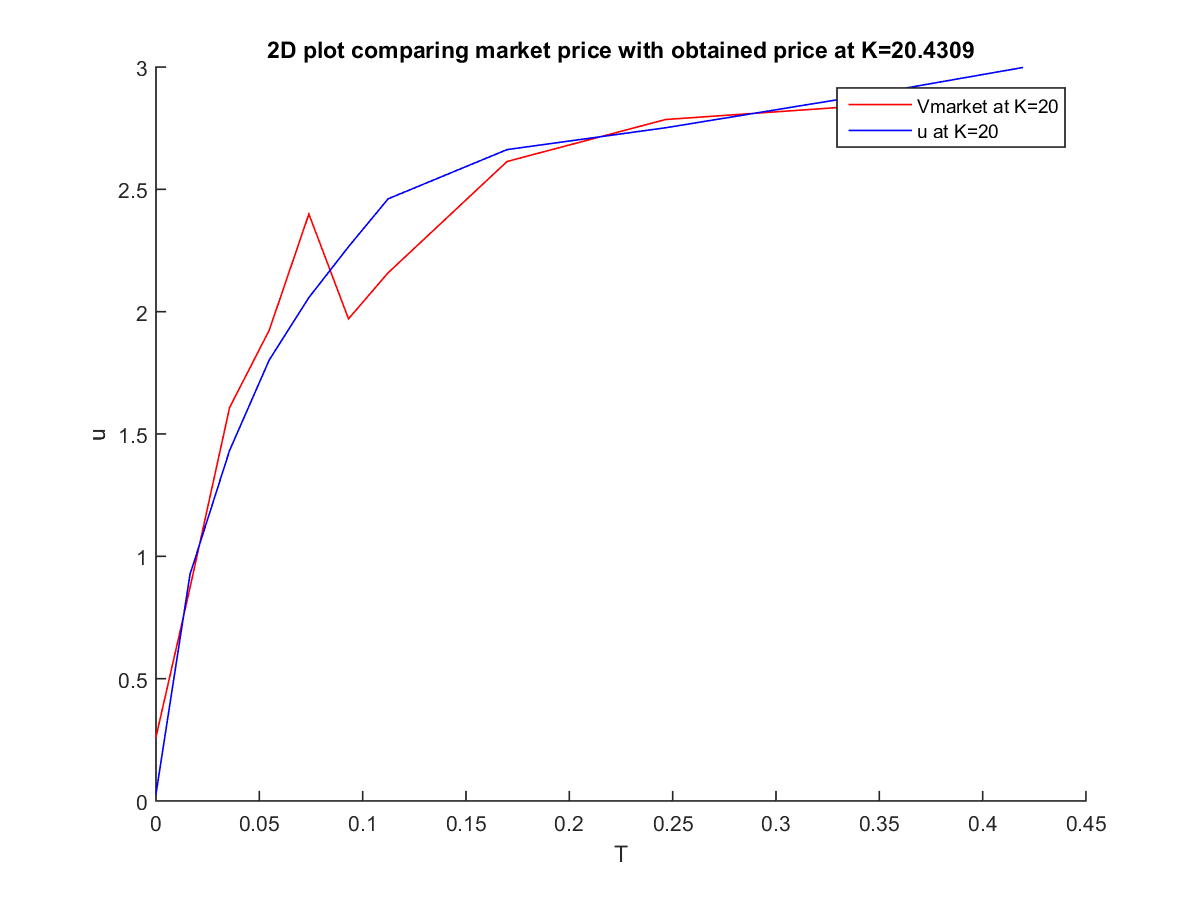 2D plot comparing market price with obtained price at K=20.4309
3
Vmarket at K=20
u at K=20
2.5
2
u
1.5
1
0.5
0
0 0.05 0.1 0.15 0.2 0.25 0.3 0.35 0.4 0.45
T